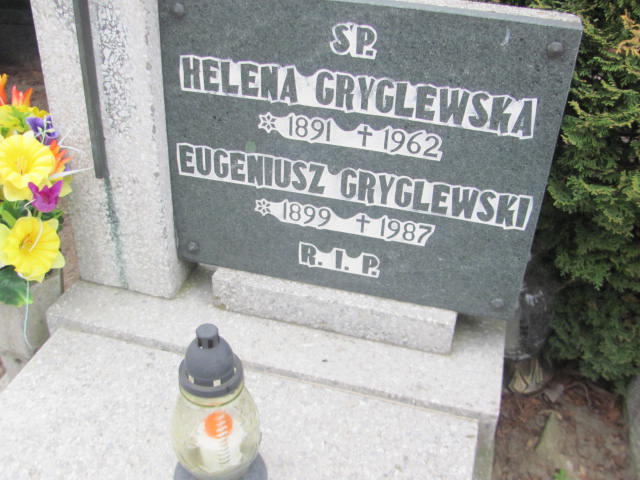 SP.
HELENA GRYGLEWSKA
* 1891 † 1962
EUGENIUSZ GRYGLEWSKI
* 1899 † 1987
R. I. P.